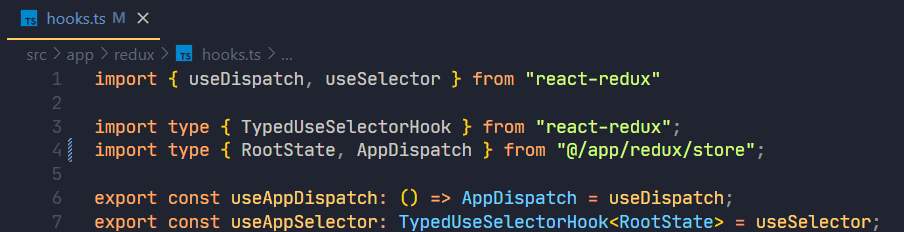 TS hooks.ts M ×
src > app > redux > TS hooks.ts > ...
1 import { useDispatch, useSelector } from "react-redux"
2
3 import type { TypedUseSelectorHook } from "react-redux";
4 import type { RootState, AppDispatch } from "@/app/redux/store";
5
6 export const useAppDispatch: () => AppDispatch = useDispatch;
7 export const useAppSelector: TypedUseSelectorHook<RootState> = useSelector;